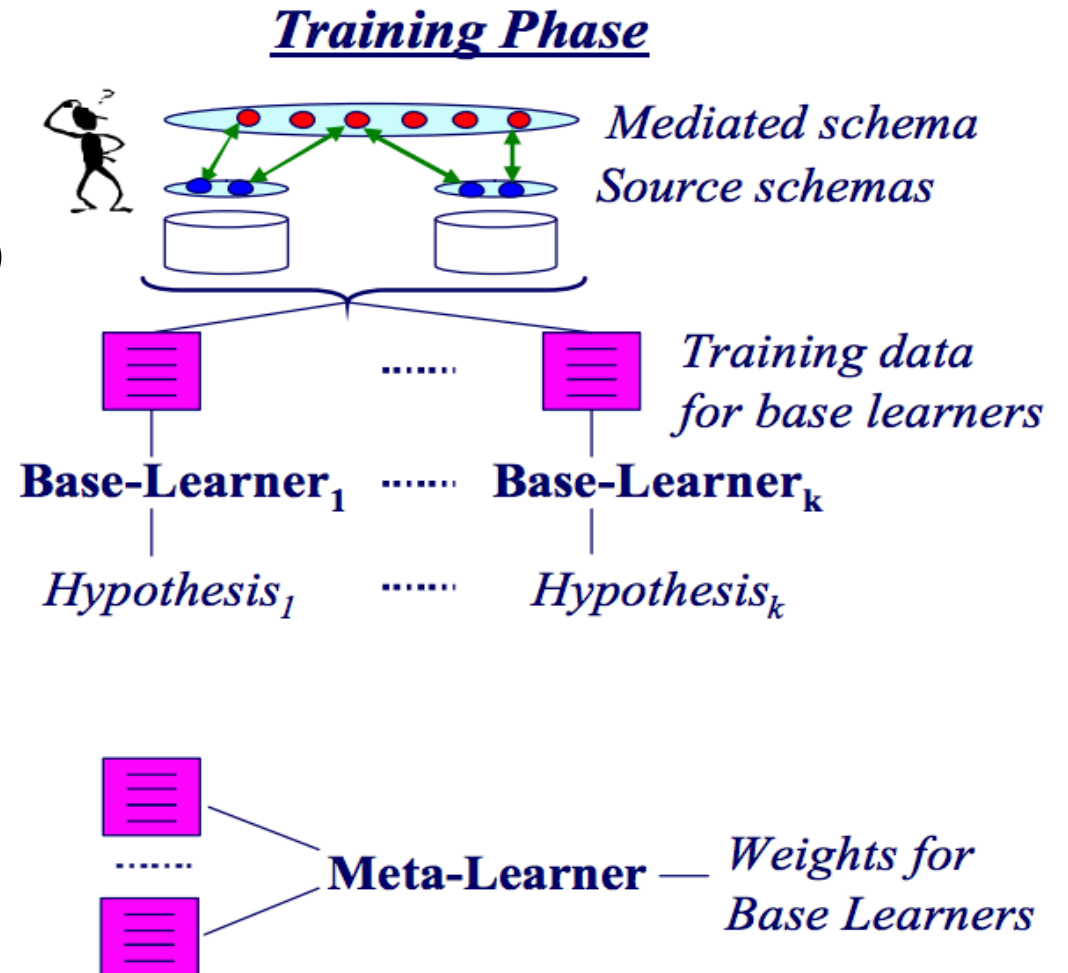 Training Phase
?
Mediated schema
Source schemas
)
Training data
for base learners
Base-Learner₁ ...... Base-Learnerₖ
Hypothesis₁ ...... Hypothesisₖ
Meta-Learner
Weights for
Base Learners